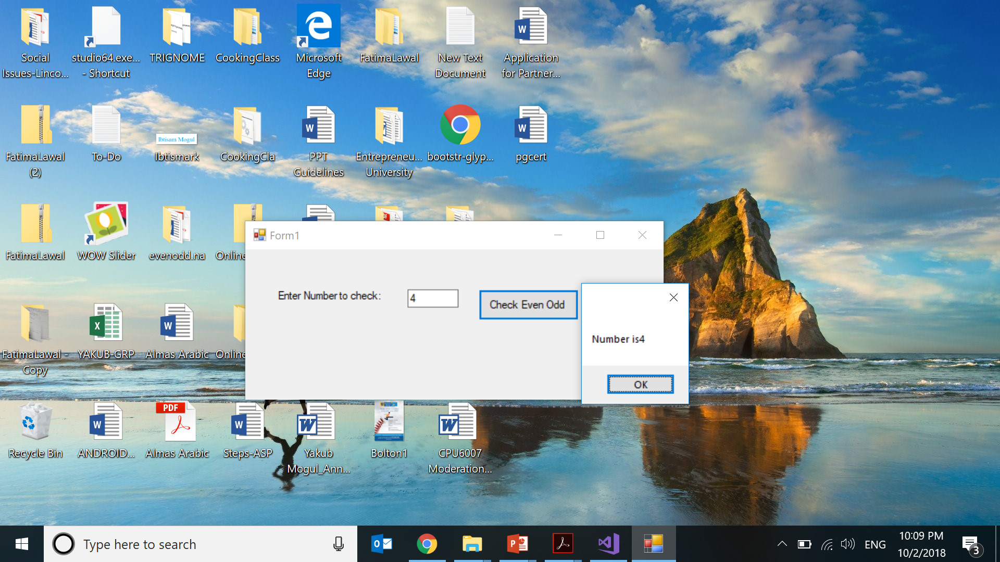 Social
Issues-Linco...
studio64.exe...
- Shortcut
TRIGNOME
CookingClass
Microsoft
Edge
FatimaLawal
New Text
Document
Application
for Partner...
FatimaLawal
(2)
To-Do
Ibtisam Mogul
Ibtismark
CookingCla
PPT
Guidelines
Entrepreneu...
University
bootstr-glyp...
pgcert
FatimaLawal
WOW Slider
evenodd.na
Online
Form1
Enter Number to check:
4
Check Even Odd
Number is4
OK
FatimaLawal -
Copy
YAKUB-GRP
Almas Arabic
Online
Recycle Bin
ANDROID...
PDF
Almas Arabic
Steps-ASP
Yakub
Mogul_Ann...
Bolton1
CPU6007
Moderation...
Type here to search
ENG
10:09 PM
10/2/2018
3